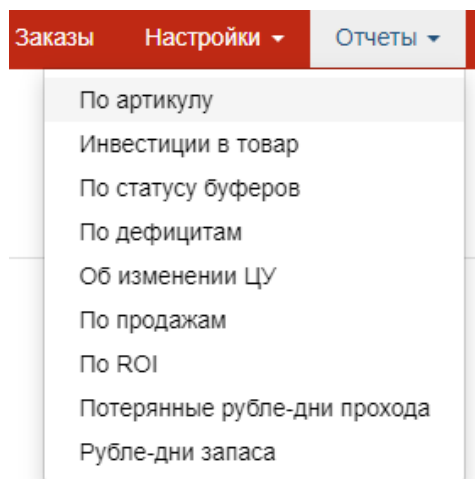 Заказы Настройки Отчеты
По артикулу
Инвестиции в товар
По статусу буферов
По дефицитам
Об изменении ЦУ
По продажам
По ROI
Потерянные рубле-дни прохода
Рубле-дни запаса